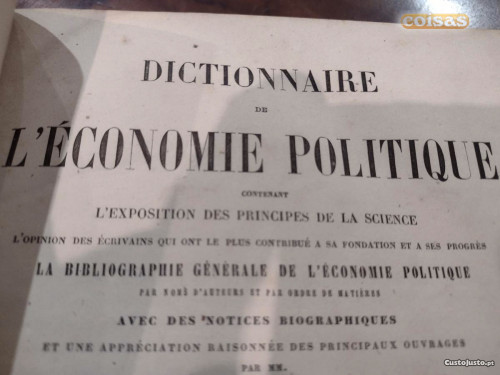 coisas
DICTIONNAIRE
DE
L'ÉCONOMIE POLITIQUE
CONTENANT
L'EXPOSITION DES PRINCIPES DE LA SCIENCE
L'OPINION DES ÉCRIVAINS QUI ONT LE PLUS CONTRIBUÉ A SA FONDATION ET A SES PROGRÈS
LA BIBLIOGRAPHIE GÉNÉRALE DE L'ÉCONOMIE POLITIQUE
PAR NOMS D'AUTEURS ET PAR ORDRE DE MATIÈRES
AVEC DES NOTICES BIOGRAPHIQUES
ET UNE APPRÉCIATION RAISONNÉE DES PRINCIPAUX OUVRAGES
PAR MM.
CustoJusto.pt